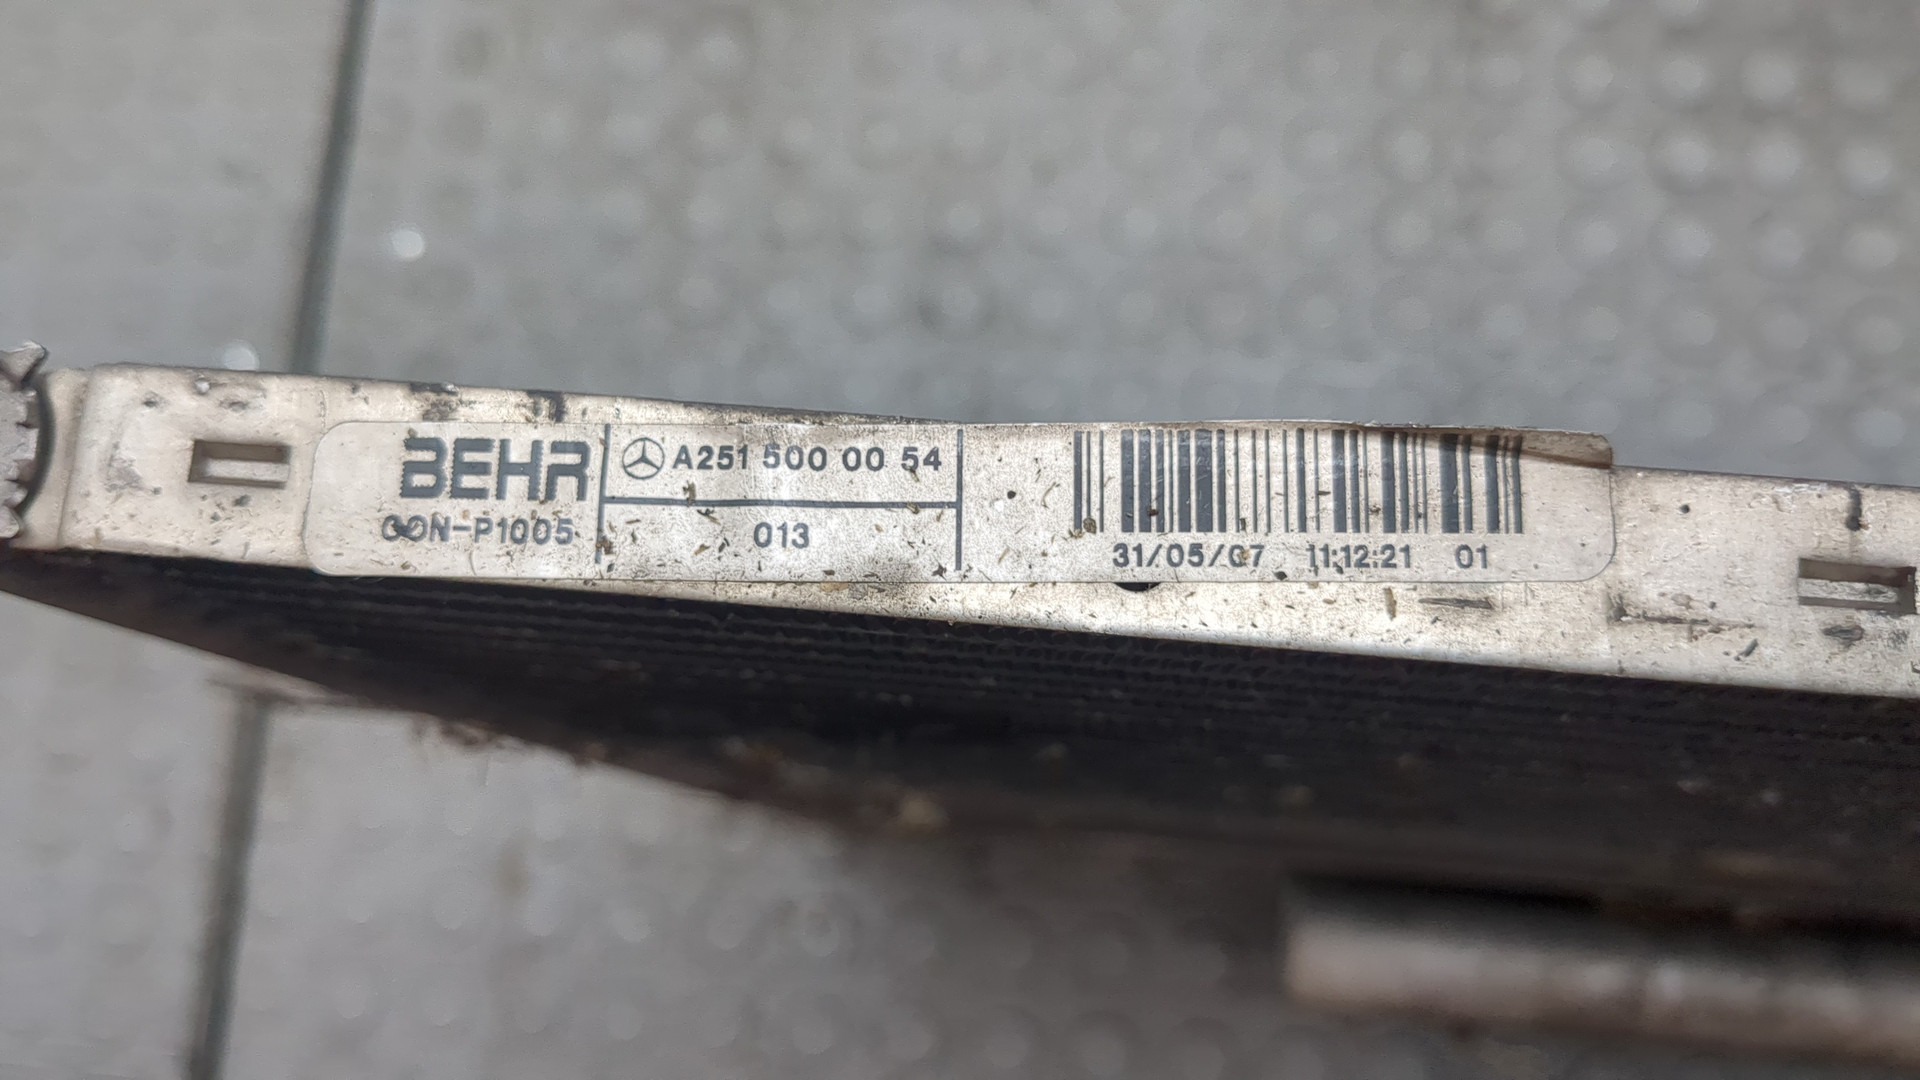 BEHR
CON-P1005
A251 500 00 54
013
31/05/07 11:12:21 01